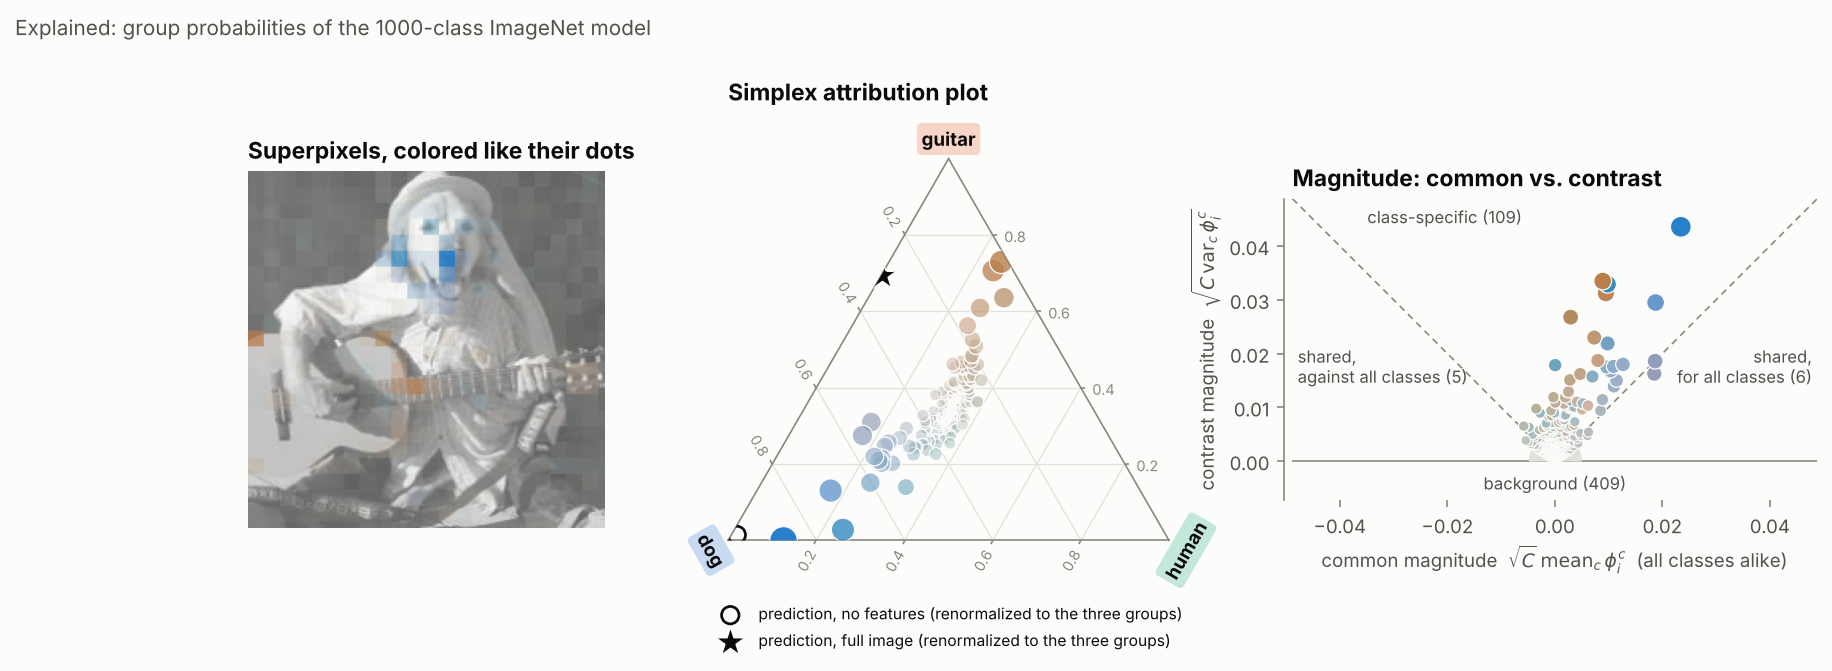 Explained: group probabilities of the 1000-class ImageNet model
Superpixels, colored like their dots
Simplex attribution plot
guitar
dog
human
0.2
0.4
0.6
0.8
0.8
0.6
0.4
0.2
0.2
0.4
0.6
0.8
prediction, no features (renormalized to the three groups)
prediction, full image (renormalized to the three groups)
Magnitude: common vs. contrast
class-specific (109)
shared,
against all classes (5)
shared,
for all classes (6)
background (409)
contrast magnitude √C var_c ϕ_i^c
0.04
0.03
0.02
0.01
0.00
−0.04
−0.02
0.00
0.02
0.04
common magnitude √C mean_c ϕ_i^c (all classes alike)